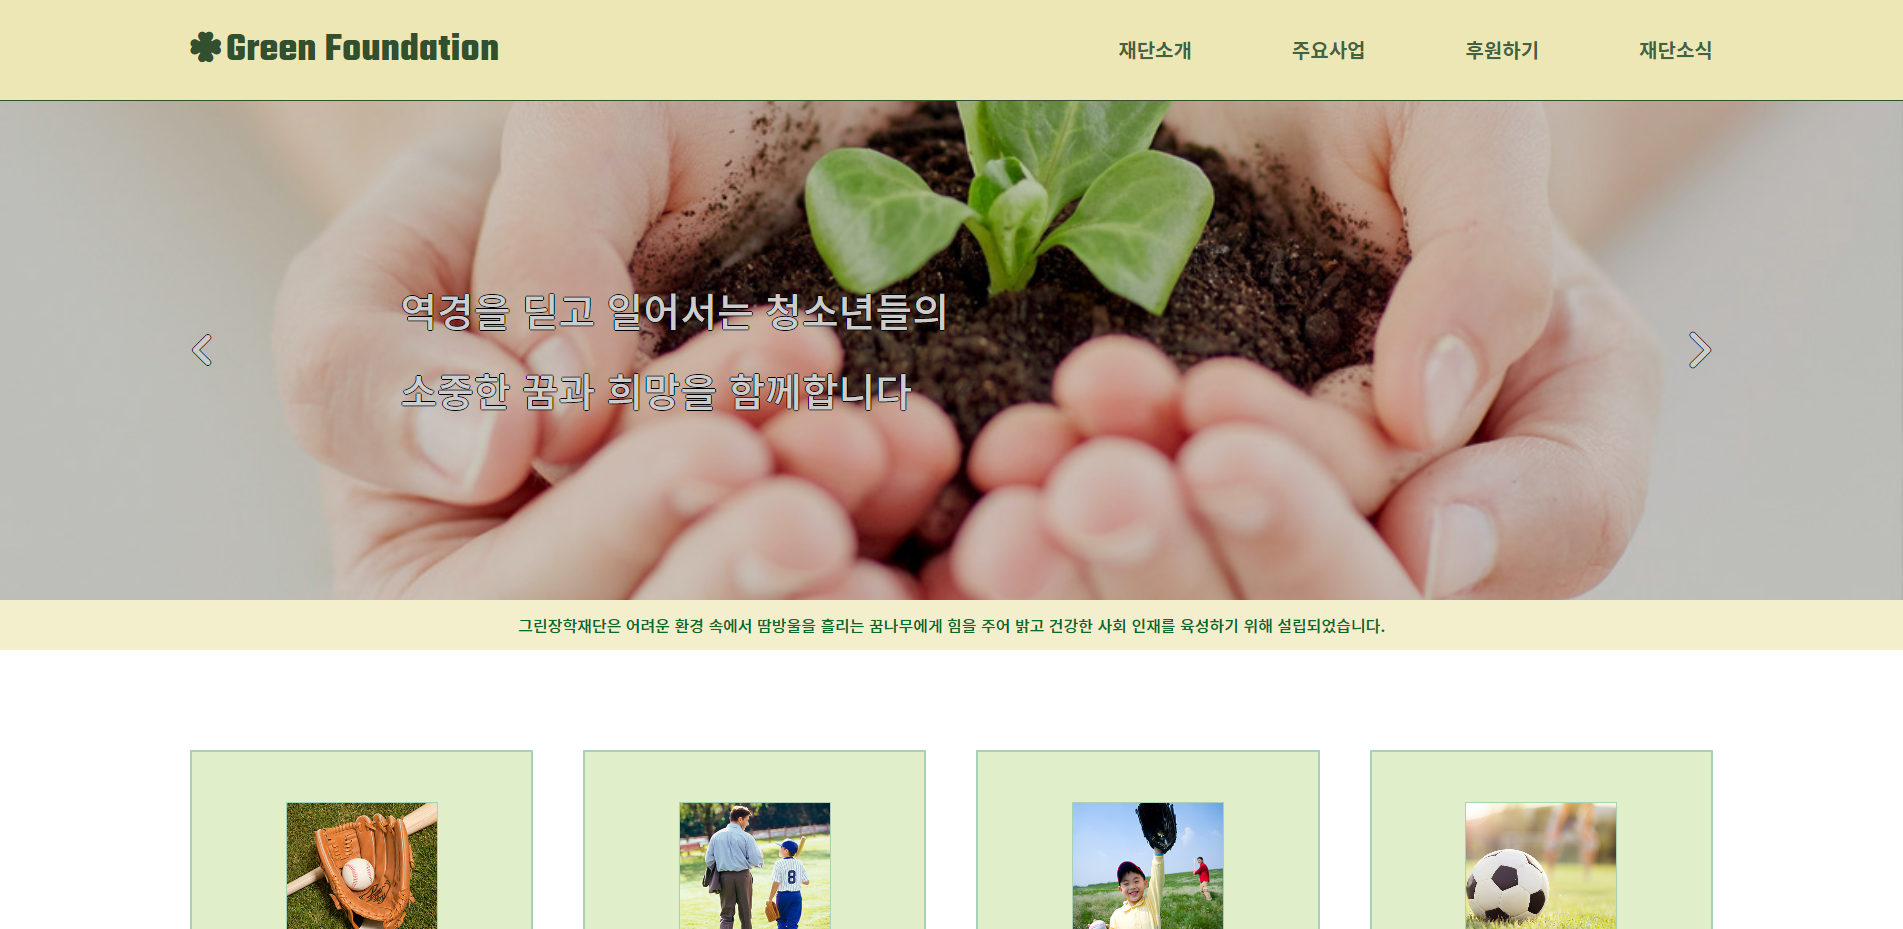 Green Foundation
재단소개 주요사업 후원하기 재단소식
역경을 딛고 일어서는 청소년들의
소중한 꿈과 희망을 함께합니다
그린장학재단은 어려운 환경 속에서 땀방울을 흘리는 꿈나무에게 힘을 주어 밝고 건강한 사회 인재를 육성하기 위해 설립되었습니다.
8